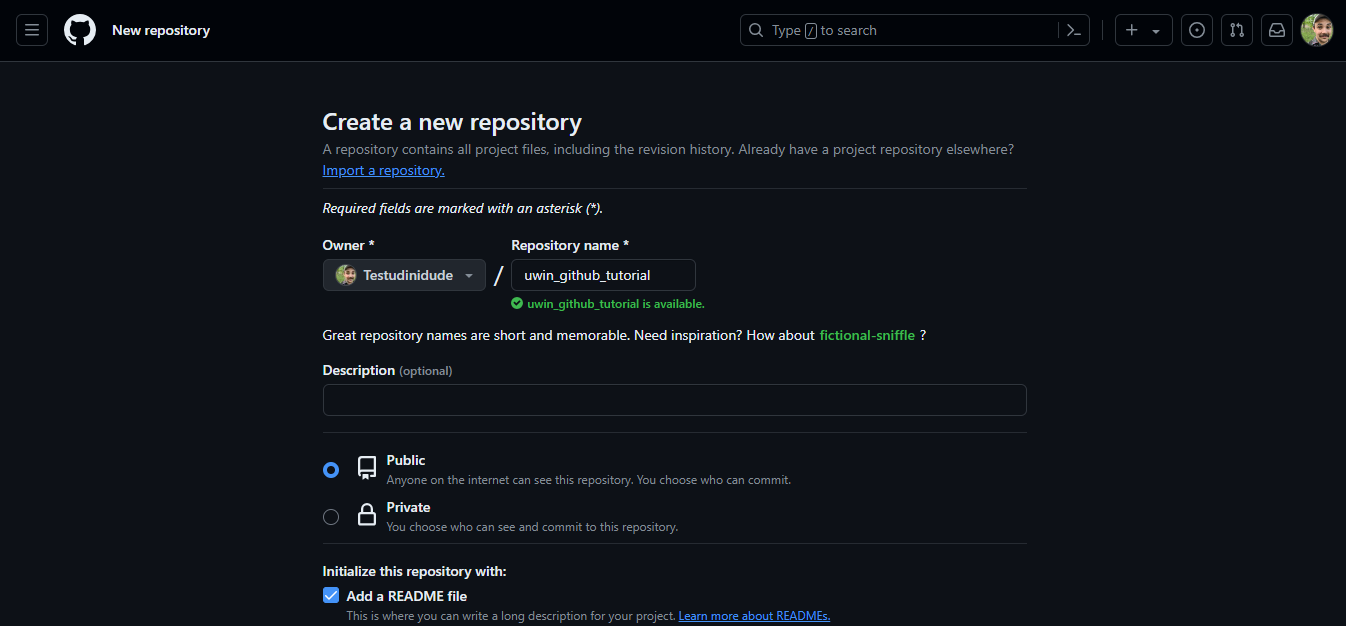 New repository
Type / to search
Create a new repository
A repository contains all project files, including the revision history. Already have a project repository elsewhere?
Import a repository.
Required fields are marked with an asterisk (*).
Owner * Repository name *
Testudinidude / uwin_github_tutorial
uwin_github_tutorial is available.
Great repository names are short and memorable. Need inspiration? How about fictional-sniffle ?
Description (optional)
Public
Anyone on the internet can see this repository. You choose who can commit.
Private
You choose who can see and commit to this repository.
Initialize this repository with:
Add a README file
This is where you can write a long description for your project. Learn more about READMEs.